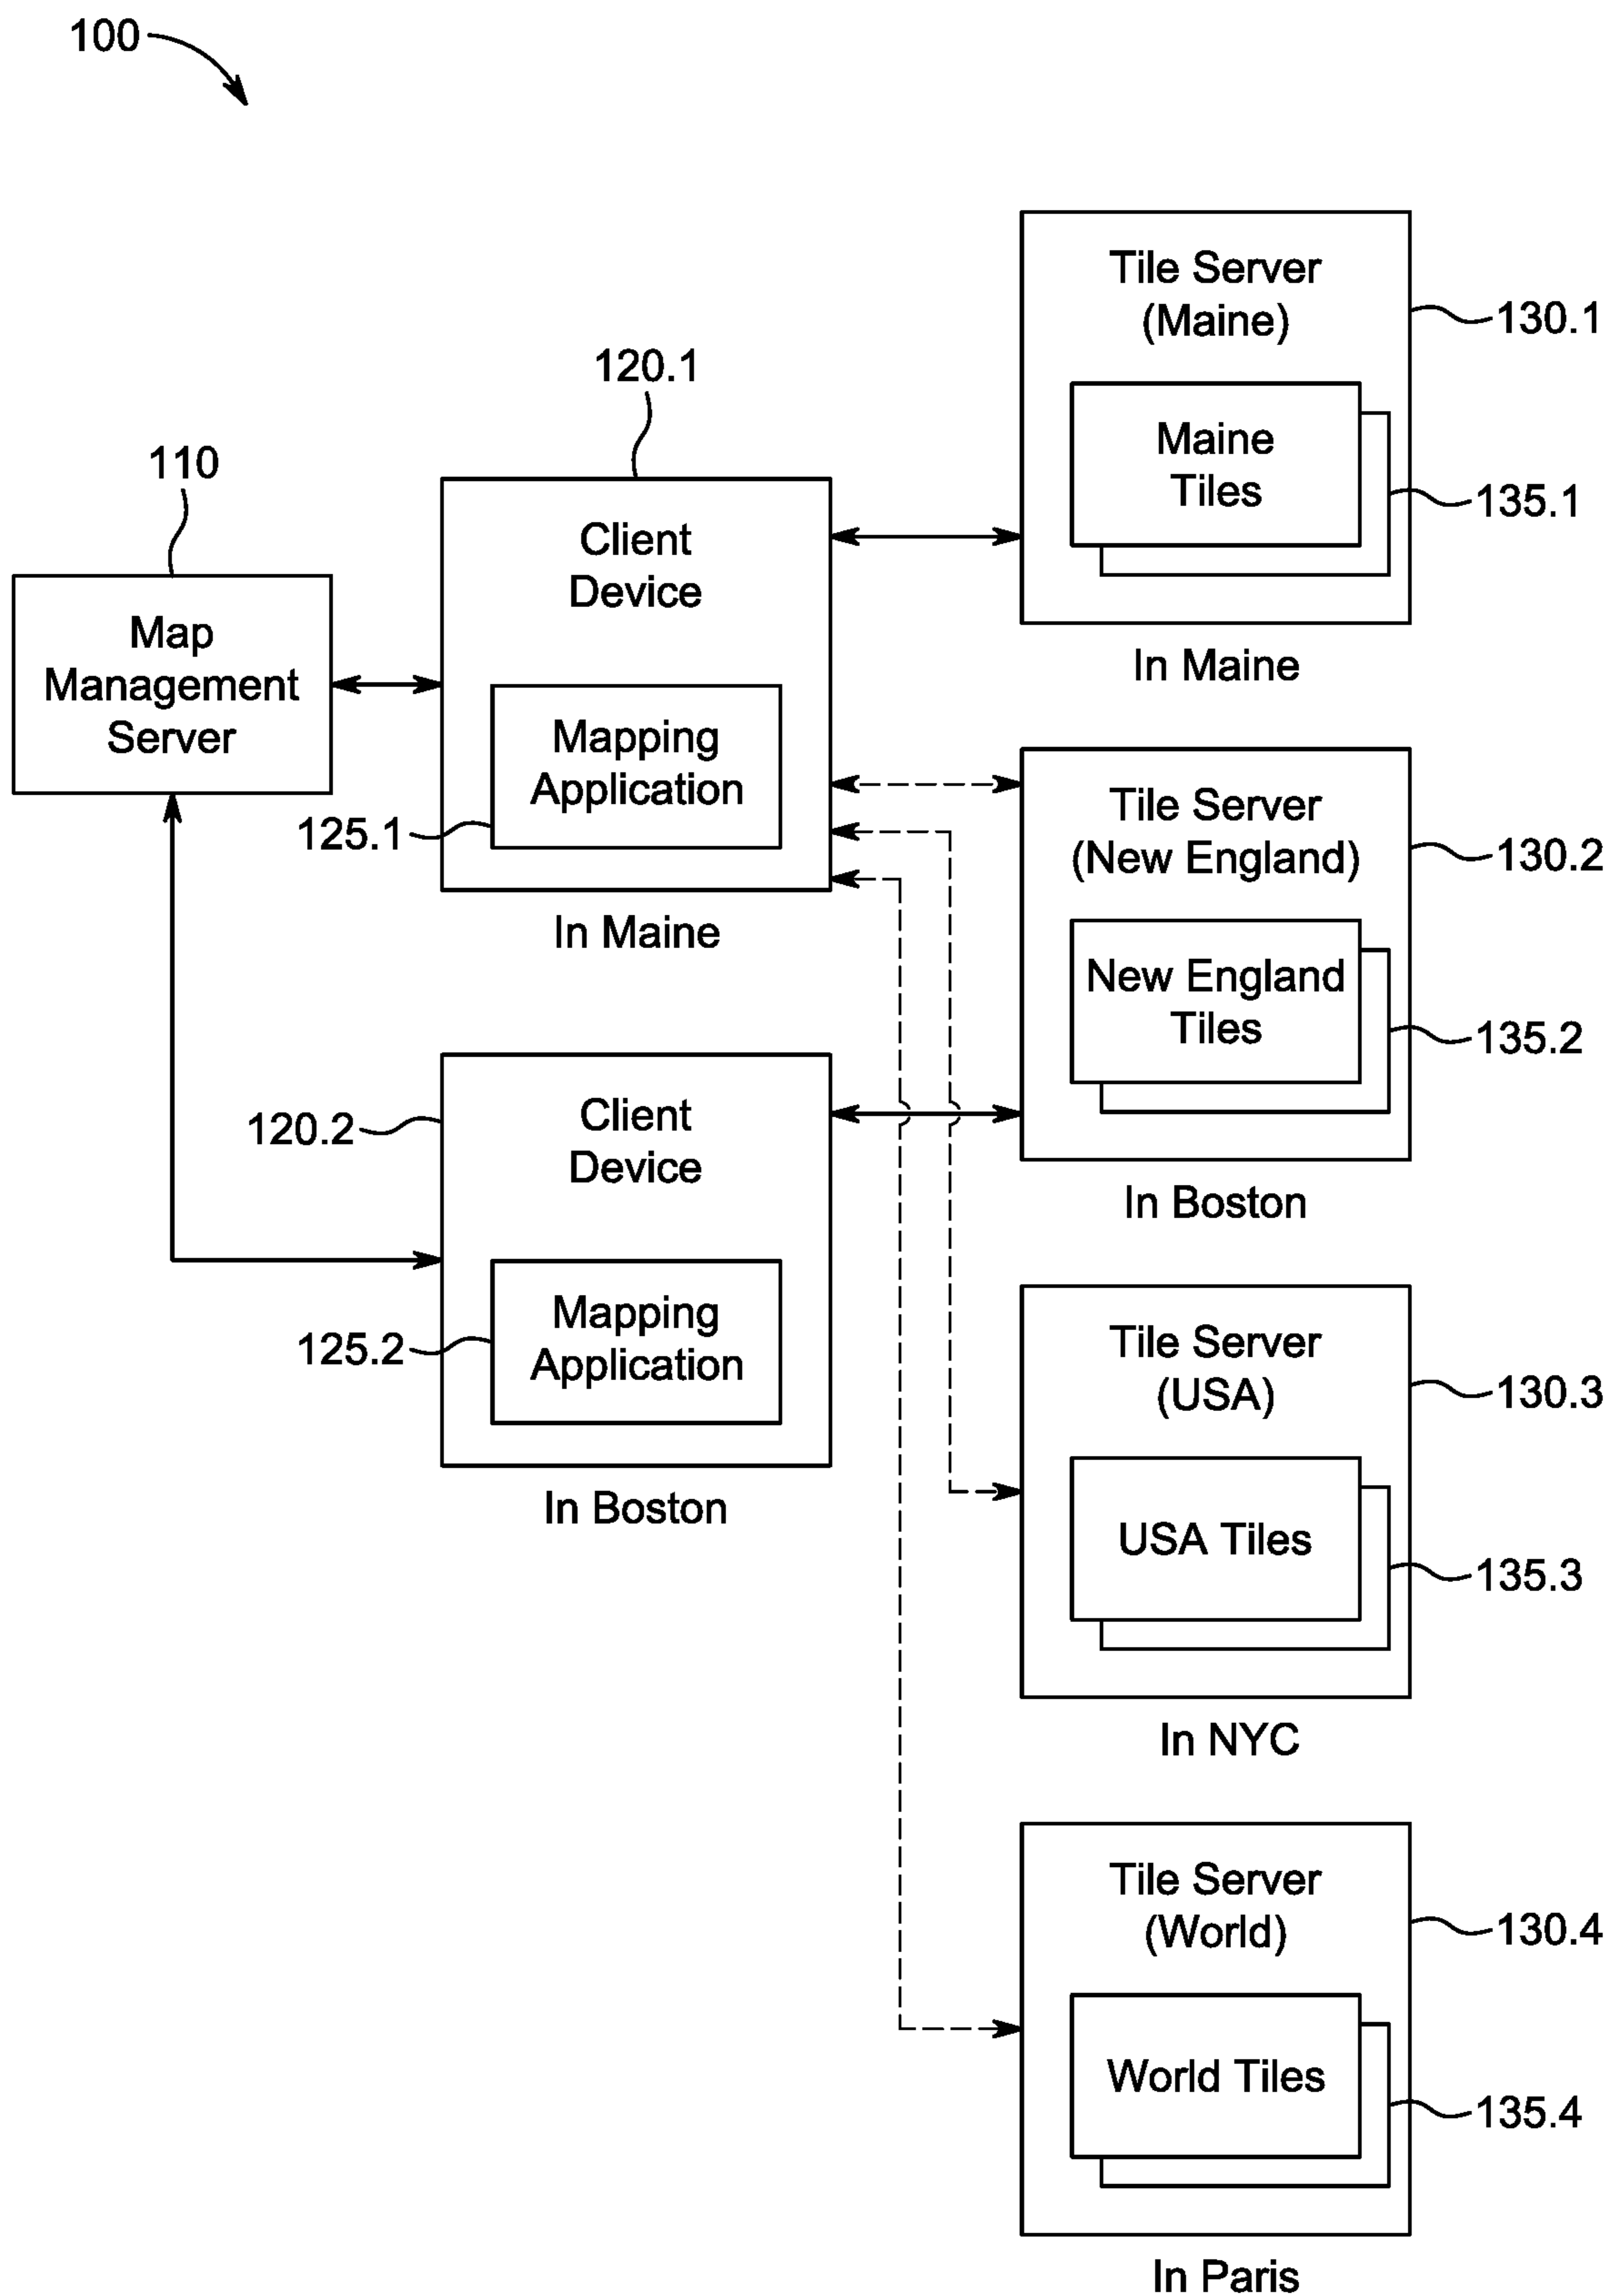 100
Tile Server
(Maine)
130.1
Maine
Tiles
135.1
In Maine
120.1
Client
Device
110
Map
Management
Server
Mapping
Application
125.1
In Maine
Tile Server
(New England)
130.2
New England
Tiles
135.2
In Boston
120.2
Client
Device
Mapping
Application
125.2
In Boston
Tile Server
(USA)
130.3
USA Tiles
135.3
In NYC
Tile Server
(World)
130.4
World Tiles
135.4
In Paris